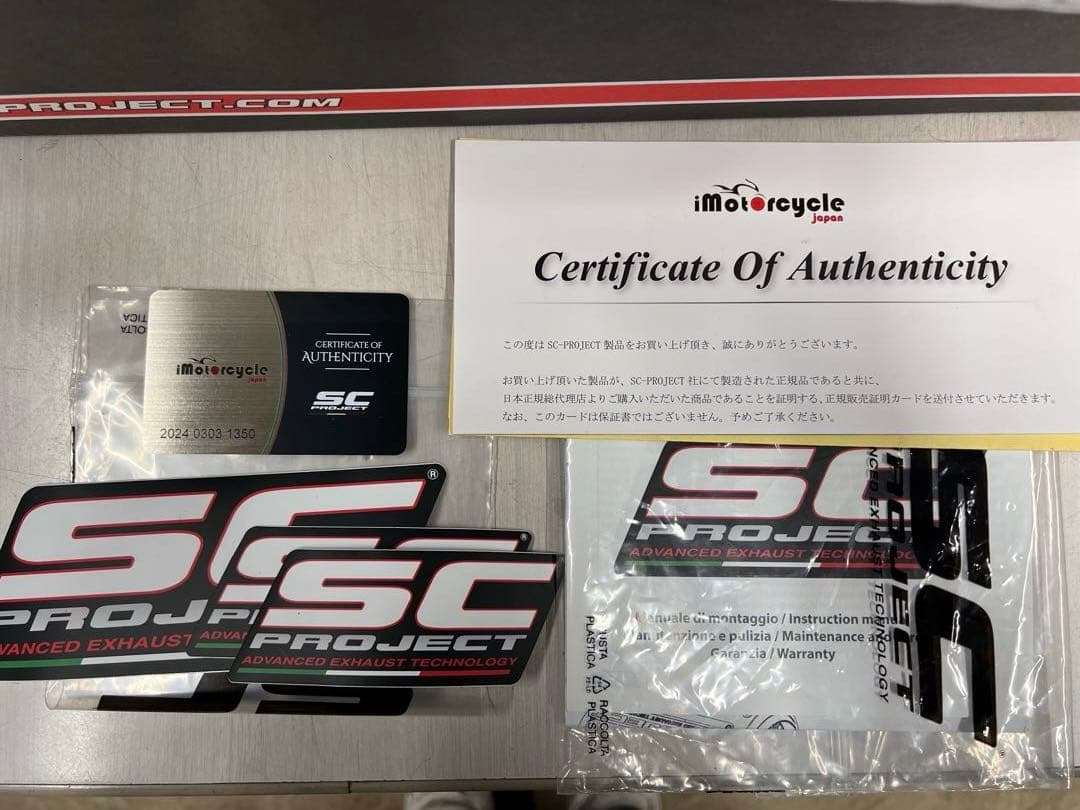 PROJECT.COM
iMotorcycle
japan
Certificate Of Authenticity
この度は SC-PROJECT 製品をお買い上げ頂き、誠にありがとうございます。
お買い上げ頂いた製品が、SC-PROJECT 社にて製造された正規品であると共に、
日本正規総代理店よりご購入いただいた商品であることを証明する、正規販売証明カードを送付させていただきます。
なお、このカードは保証書ではございません。予めご了承ください。
iMotorcycle
japan
CERTIFICATE OF
AUTHENTICITY
SC
PROJECT
2024 0303 1350
SC
PROJ
ADVANCED EXHAUST
®
SC
PROJECT
ADVANCED EXHAUST TECHNOLOGY
SC
PROJECT
ADVANCED EXHAUST TECHNOLOGY
Manuale di montaggio / Instruction
e pulizia / Maintenance
Garanzia / Warranty
PROJECT
EXHAUST TECHNOLOGY
SC
PLASTICA
RACCOLTA
PLASTICA